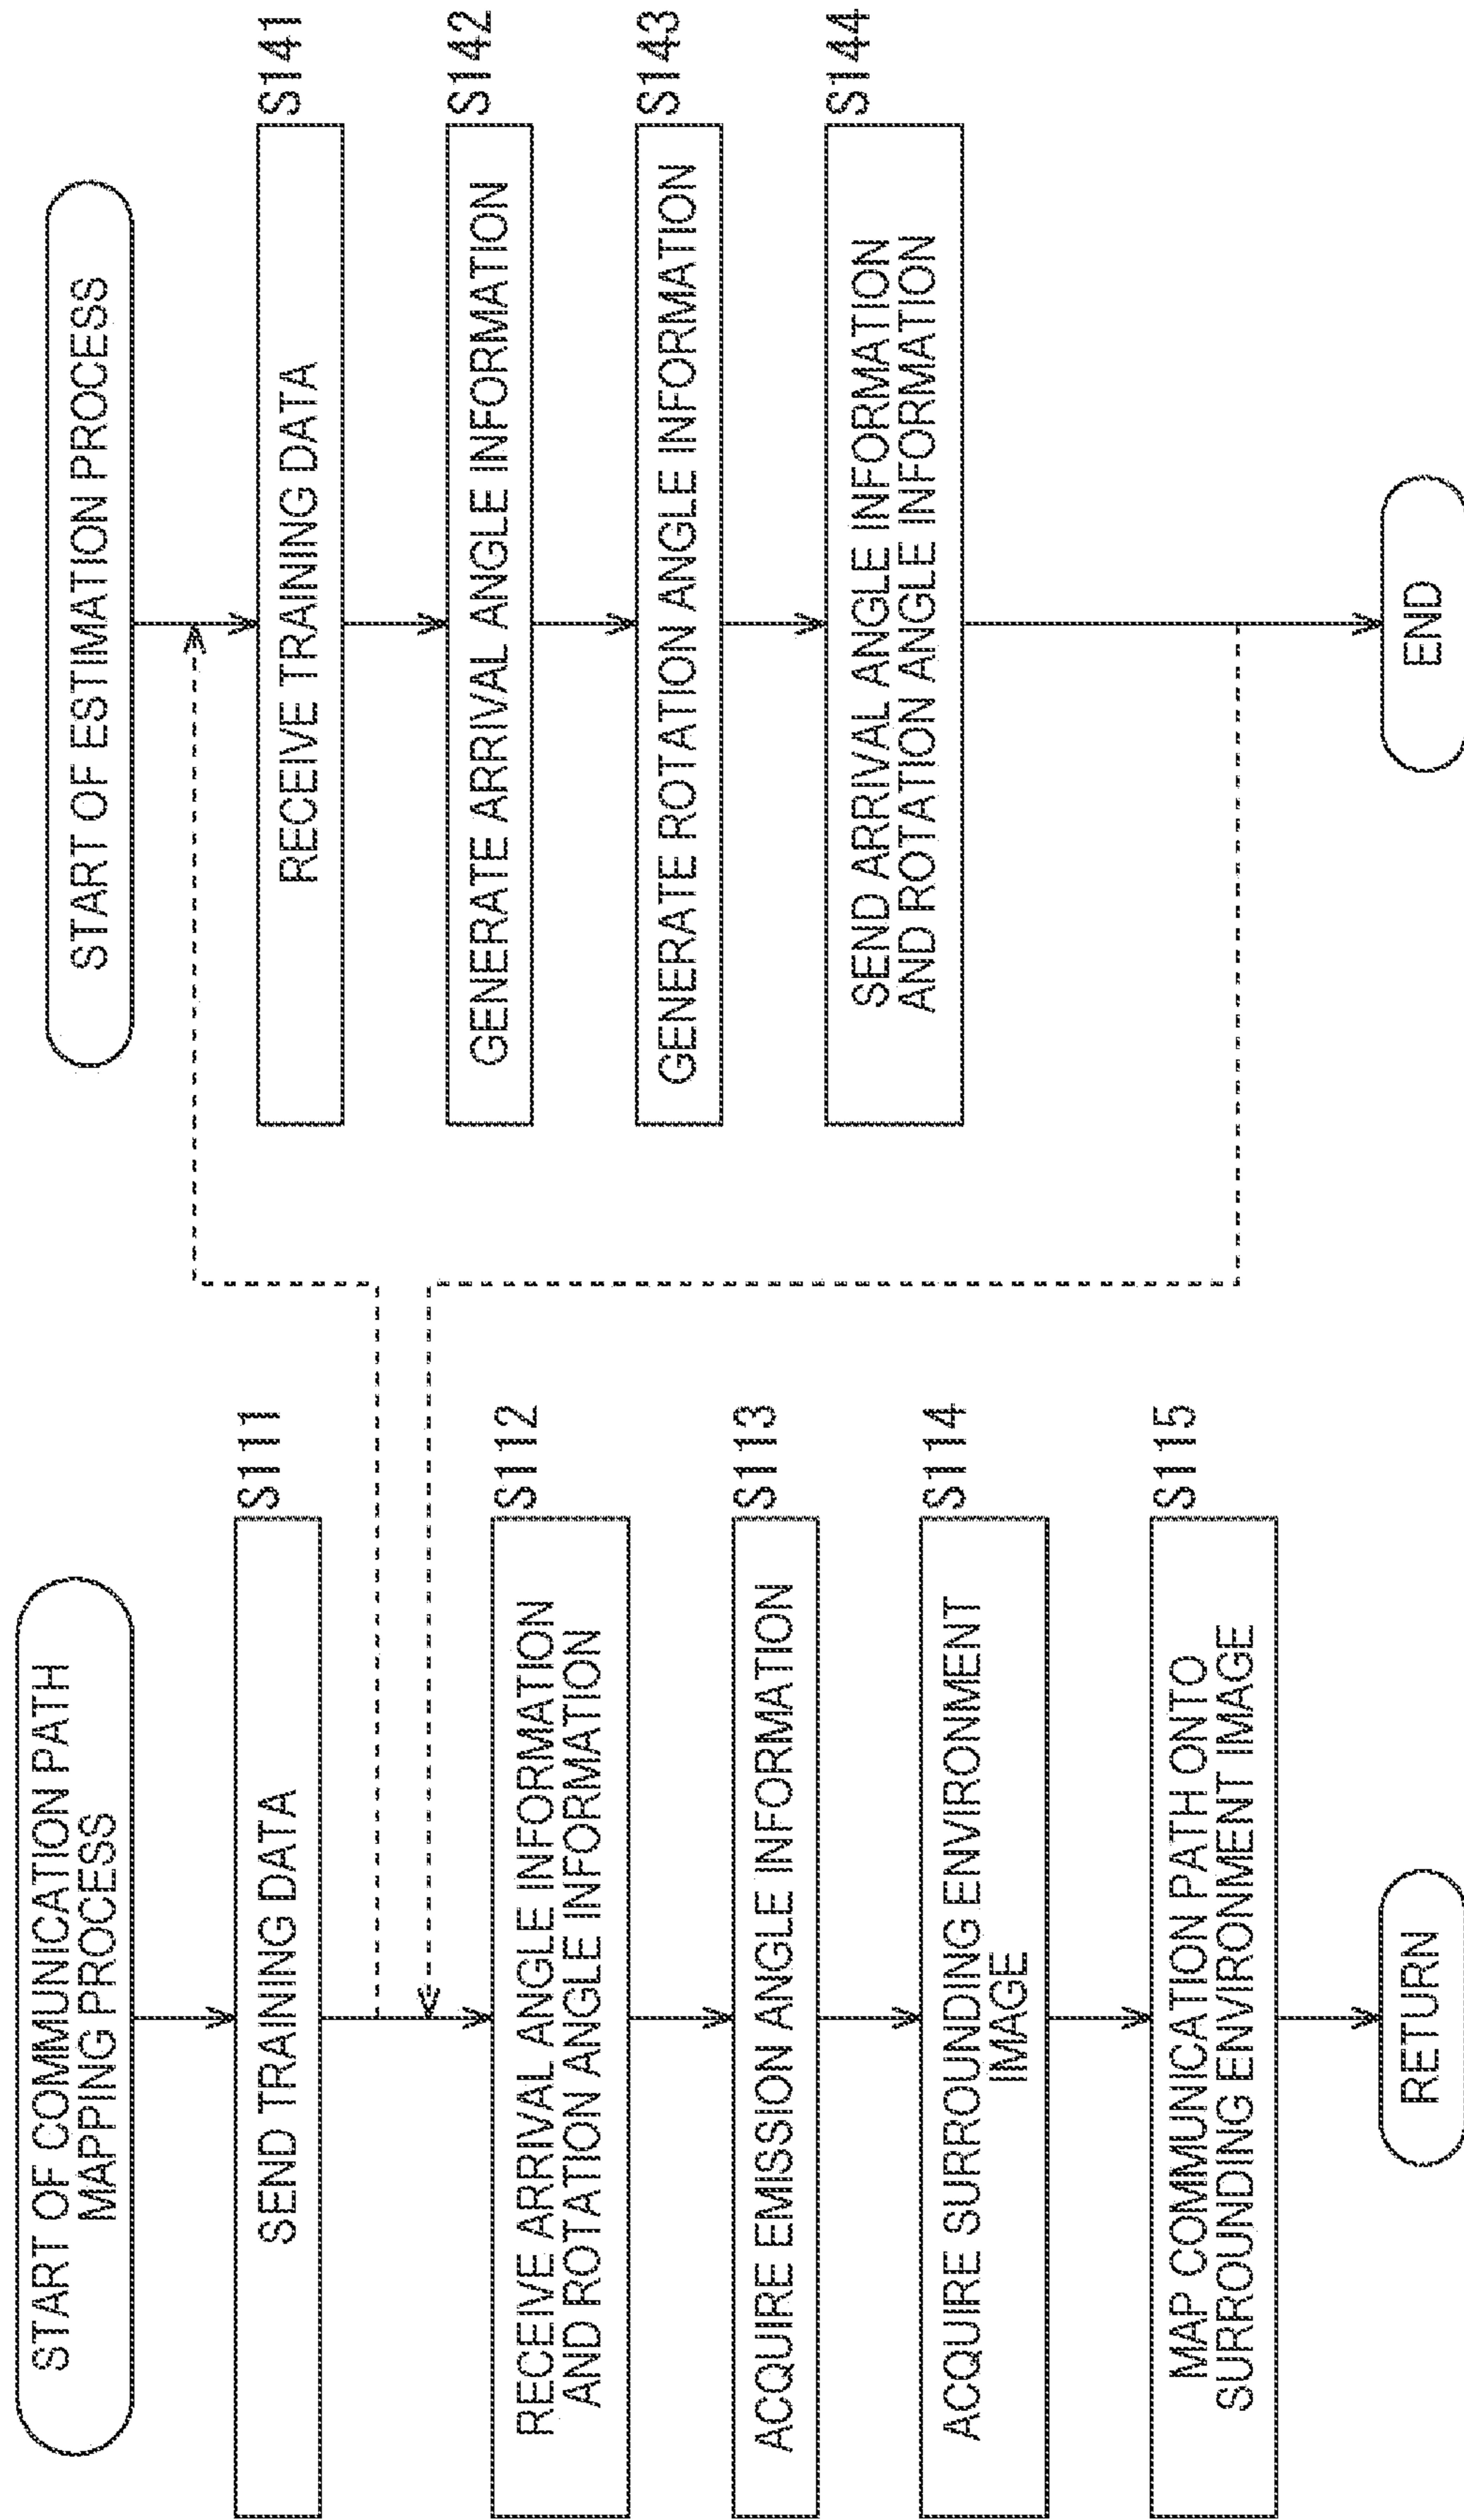 START OF COMMUNICATION PATH
MAPPING PROCESS
S111
SEND TRAINING DATA
S112
RECEIVE ARRIVAL ANGLE INFORMATION
AND ROTATION ANGLE INFORMATION
S113
ACQUIRE EMISSION ANGLE INFORMATION
S114
ACQUIRE SURROUNDING ENVIRONMENT
IMAGE
S115
MAP COMMUNICATION PATH ONTO
SURROUNDING ENVIRONMENT IMAGE
RETURN
START OF ESTIMATION PROCESS
S141
RECEIVE TRAINING DATA
S142
GENERATE ARRIVAL ANGLE INFORMATION
S143
GENERATE ROTATION ANGLE INFORMATION
S144
SEND ARRIVAL ANGLE INFORMATION
AND ROTATION ANGLE INFORMATION
END